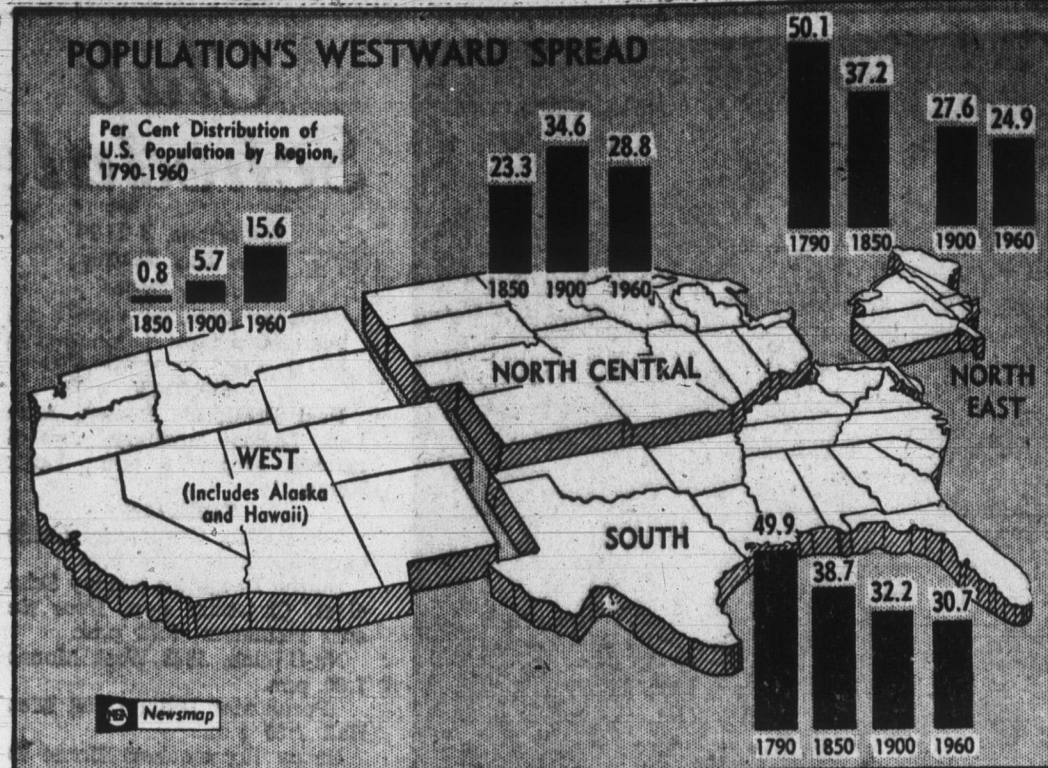 POPULATION'S WESTWARD SPREAD
Per Cent Distribution of
U.S. Population by Region,
1790-1960
0.8 5.7 15.6
1850 1900 1960
23.3 34.6 28.8
1850 1900 1960
50.1 37.2 27.6 24.9
1790 1850 1900 1960
NORTH CENTRAL
NORTH
EAST
WEST
(Includes Alaska
and Hawaii)
SOUTH
49.9 38.7 32.2 30.7
1790 1850 1900 1960
NEA Newsmap